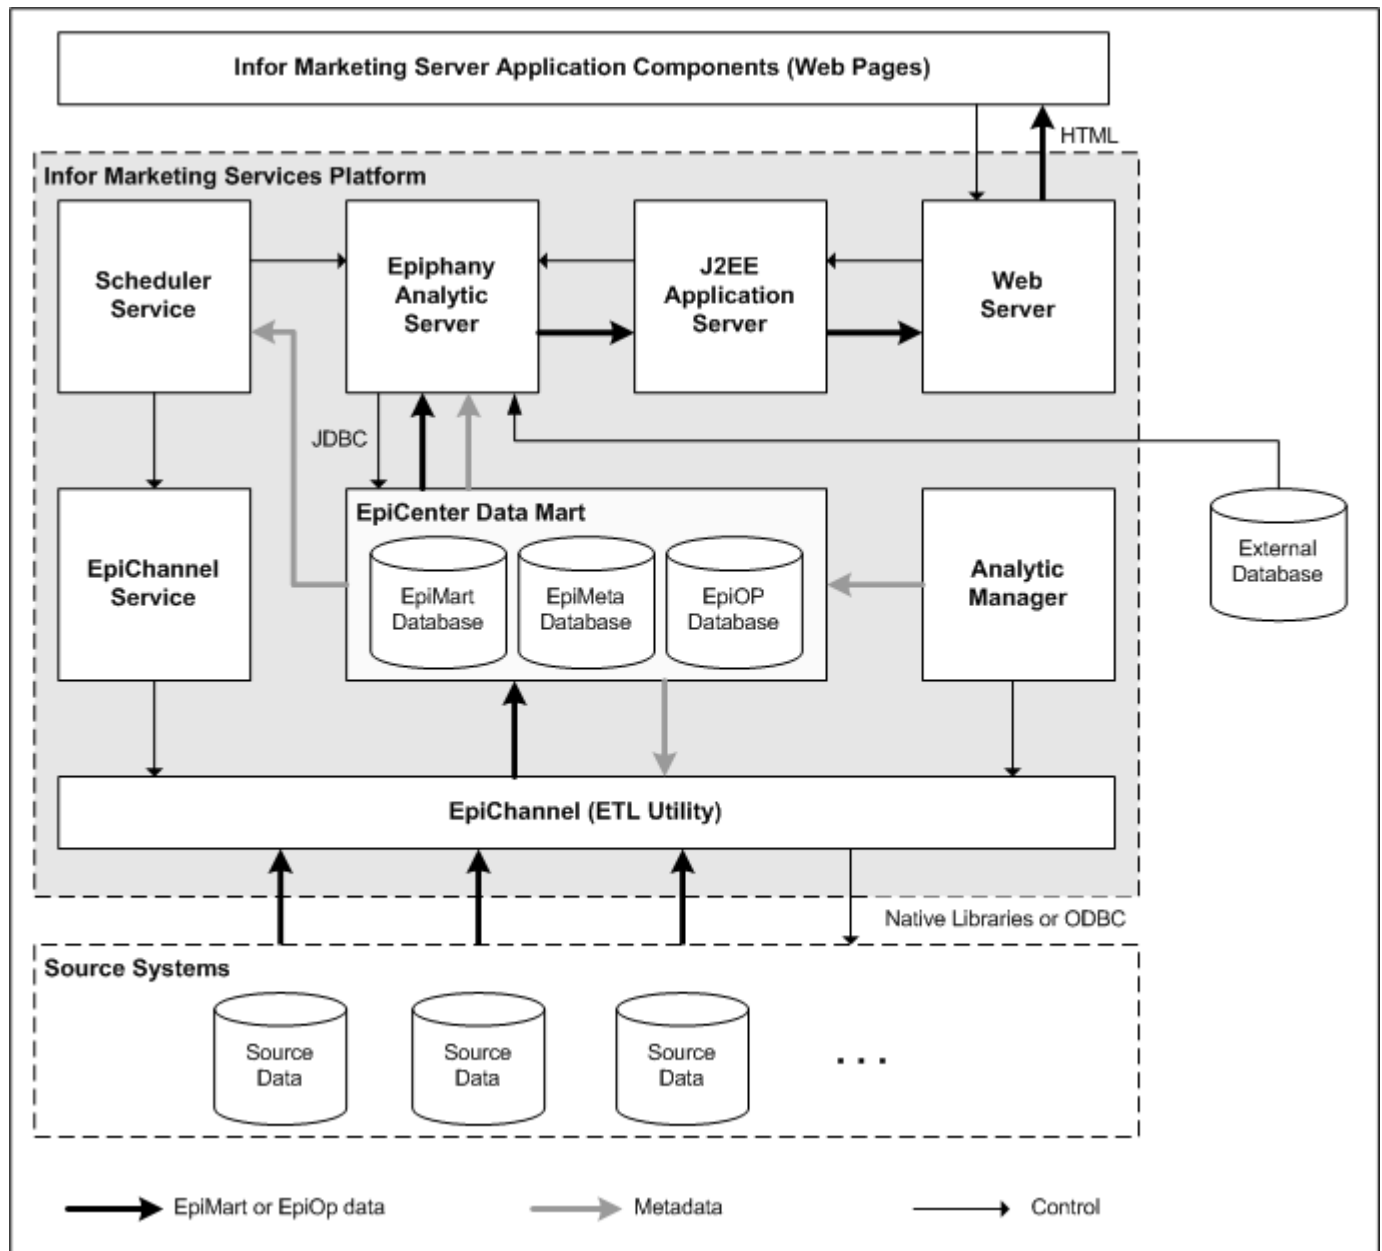 Infor Marketing Server Application Components (Web Pages)
HTML
Infor Marketing Services Platform
Scheduler
Service
Epiphany
Analytic
Server
J2EE
Application
Server
Web
Server
JDBC
EpiChannel
Service
EpiCenter Data Mart
EpiMart
Database
EpiMeta
Database
EpiOP
Database
Analytic
Manager
External
Database
EpiChannel (ETL Utility)
Native Libraries or ODBC
Source Systems
Source
Data
Source
Data
Source
Data
. . .
EpiMart or EpiOp data
Metadata
Control